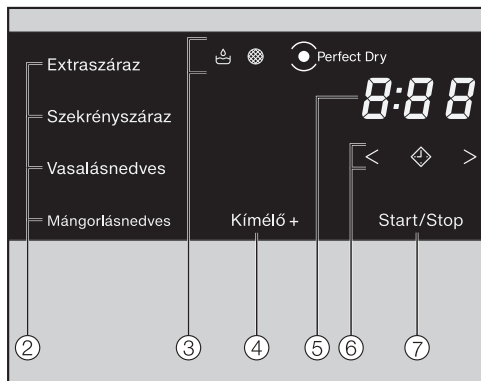 Extraszáraz
Szekrényszáraz
Vasalásnedves
Mángorlásnedves
Perfect Dry
8:88
< >
Kímélő +
Start/Stop
② ③ ④ ⑤ ⑥ ⑦